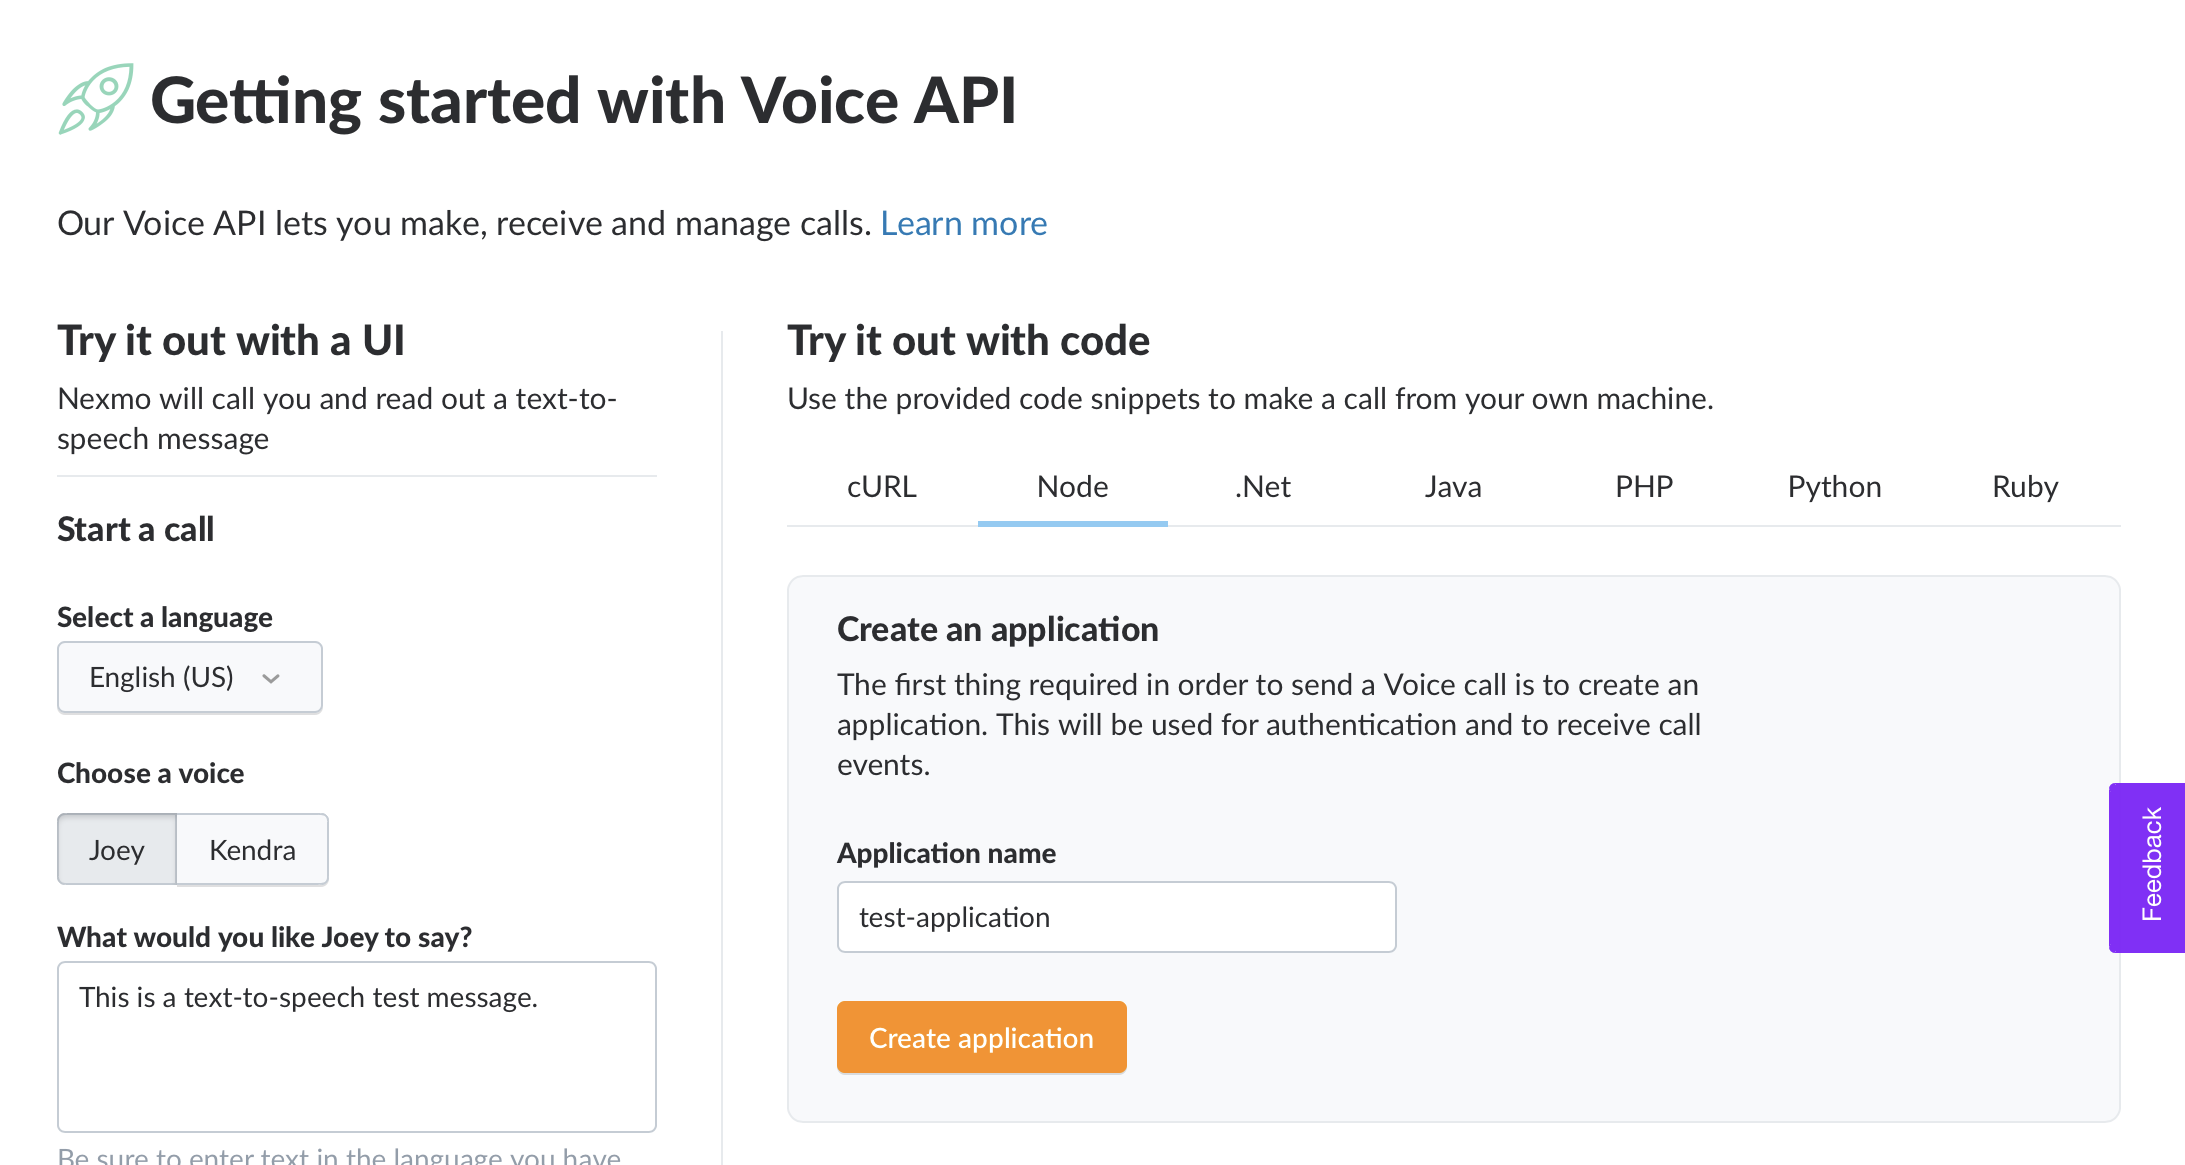 Getting started with Voice API
Our Voice API lets you make, receive and manage calls. Learn more
Try it out with a UI
Nexmo will call you and read out a text-to-
speech message
Start a call
Select a language
English (US)
Choose a voice
Joey
Kendra
What would you like Joey to say?
This is a text-to-speech test message.
Be sure to enter text in the language you have
Try it out with code
Use the provided code snippets to make a call from your own machine.
cURL
Node
.Net
Java
PHP
Python
Ruby
Create an application
The first thing required in order to send a Voice call is to create an
application. This will be used for authentication and to receive call
events.
Application name
test-application
Create application
Feedback